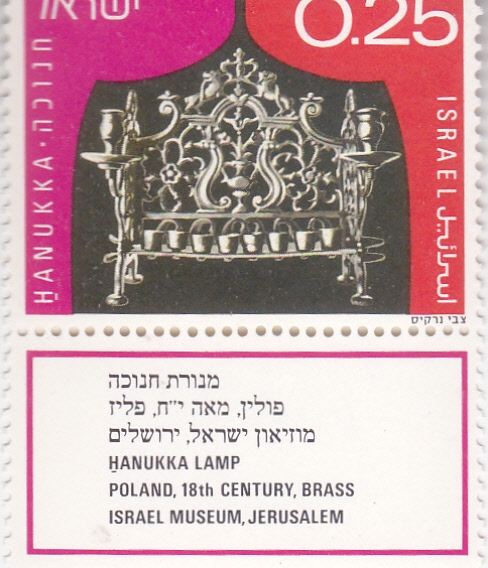 ישראל
0.25
חנוכה · HANUKKA
ISRAEL اسرائيل
צבי נרקיס
מנורת חנוכה
פולין, מאה י״ח, פליז
מוזיאון ישראל, ירושלים
ḤANUKKA LAMP
POLAND, 18th CENTURY, BRASS
ISRAEL MUSEUM, JERUSALEM